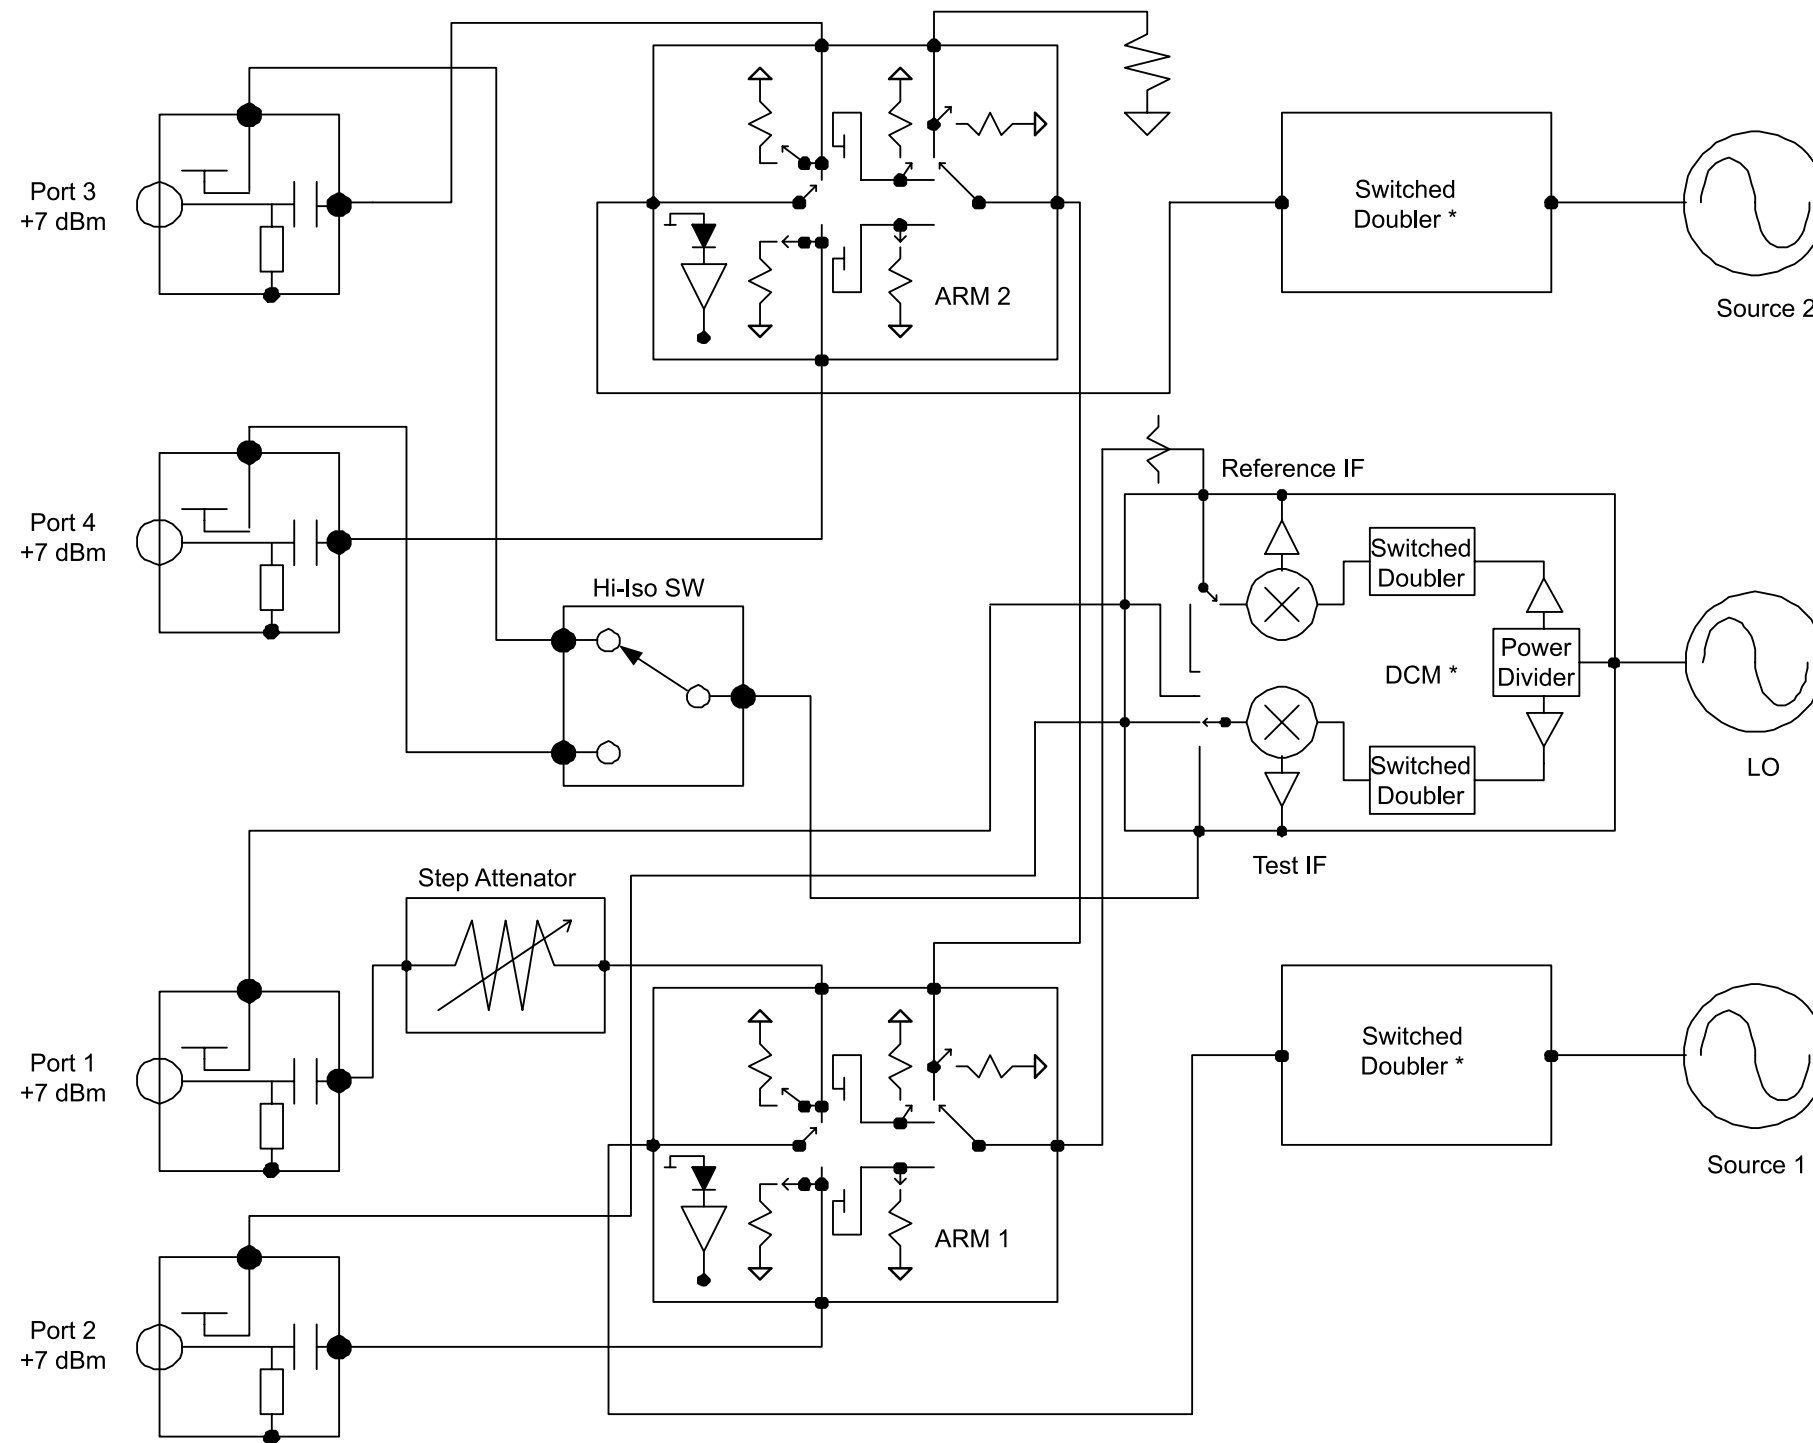 Port 3
+7 dBm
ARM 2
Switched
Doubler *
Source 2
Port 4
+7 dBm
Hi-Iso SW
Reference IF
Switched
Doubler
Power
Divider
DCM *
Switched
Doubler
LO
Test IF
Step Attenator
Port 1
+7 dBm
Switched
Doubler *
Source 1
ARM 1
Port 2
+7 dBm